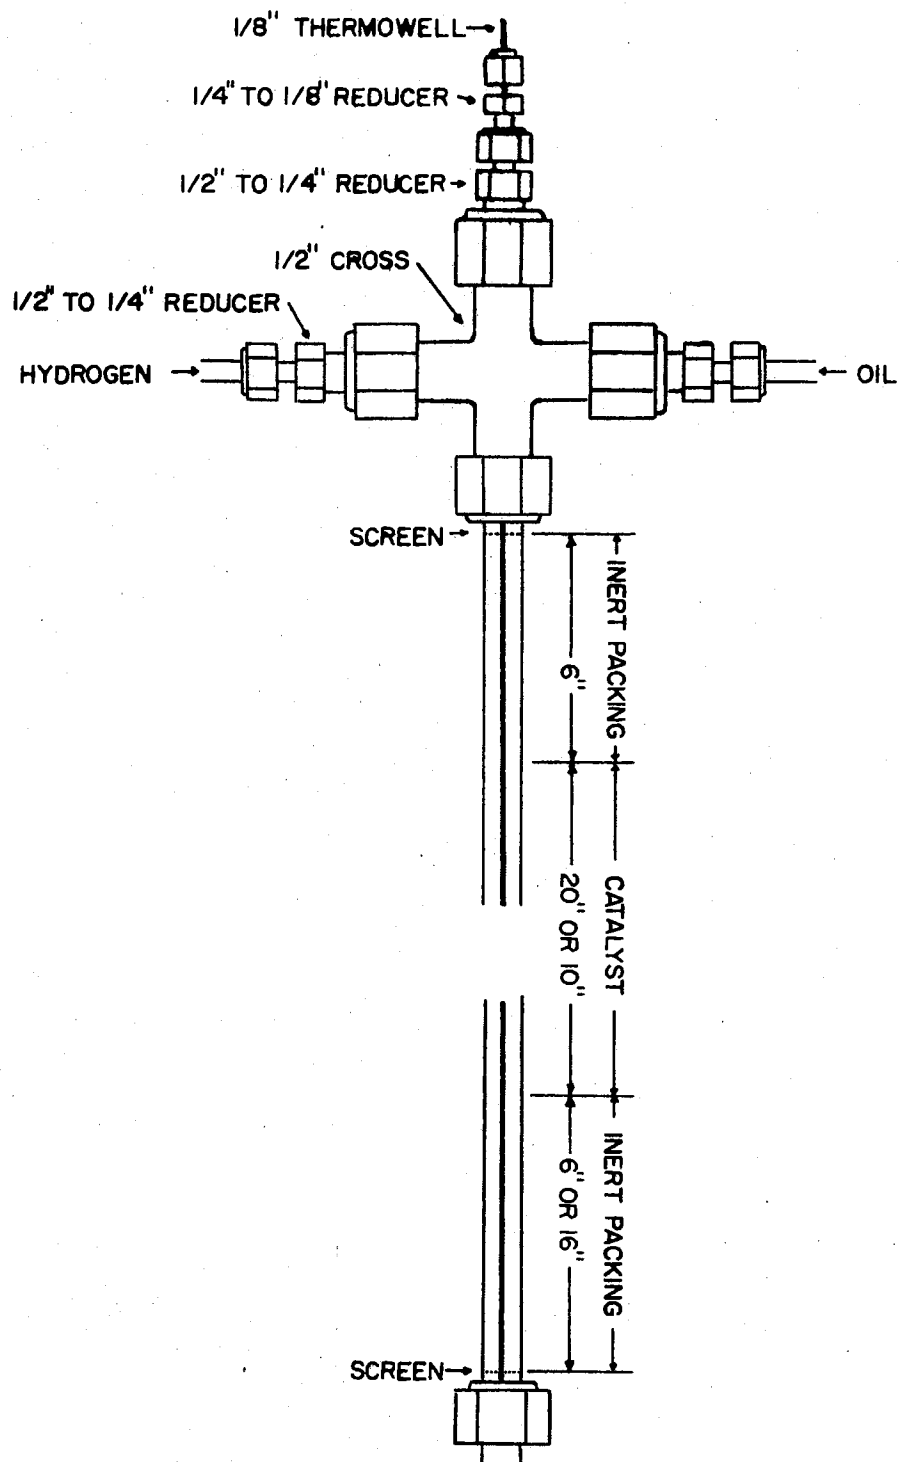 1/8" THERMOWELL
1/4" TO 1/8" REDUCER
1/2" TO 1/4" REDUCER
1/2" CROSS
1/2" TO 1/4" REDUCER
HYDROGEN
OIL
SCREEN
INERT PACKING
6"
CATALYST
20" OR 10"
INERT PACKING
6" OR 16"
SCREEN